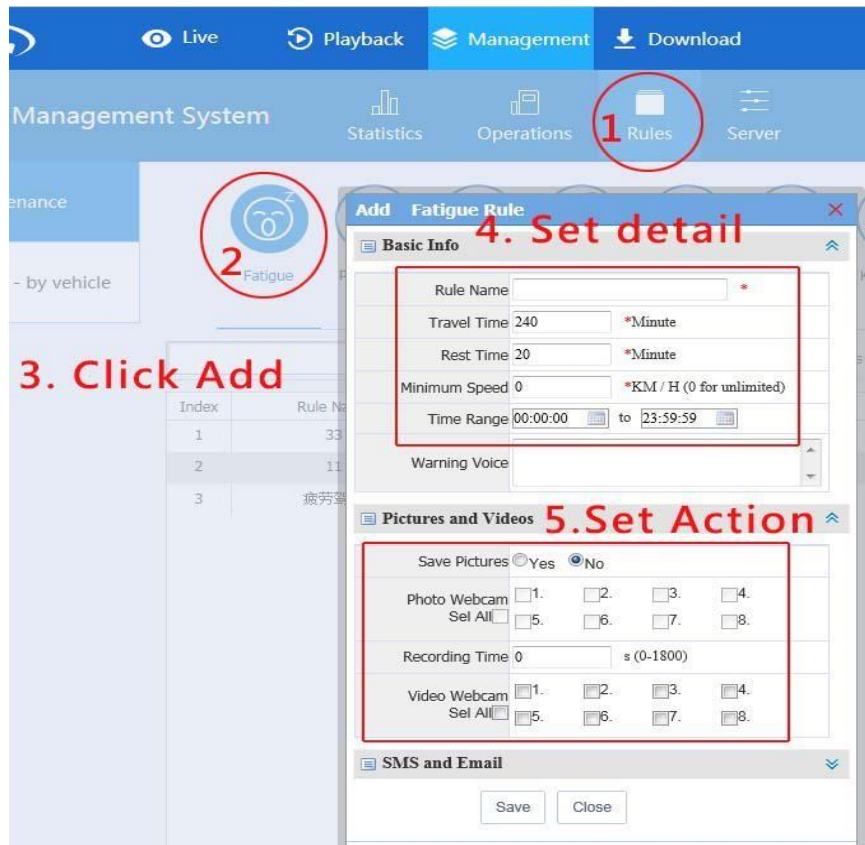 Live Playback Management Download
Management System
Statistics Operations Rules Server
1
enance
- by vehicle
2
Fatigue
3. Click Add
Index Rule Na
1 33
2 11
3 疲劳驾
Add Fatigue Rule
4. Set detail
Basic Info
Rule Name *
Travel Time 240 *Minute
Rest Time 20 *Minute
Minimum Speed 0 *KM / H (0 for unlimited)
Time Range 00:00:00 to 23:59:59
Warning Voice
Pictures and Videos
5.Set Action
Save Pictures Yes No
Photo Webcam 1. 2. 3. 4.
Sel All 5. 6. 7. 8.
Recording Time 0 s (0-1800)
Video Webcam 1. 2. 3. 4.
Sel All 5. 6. 7. 8.
SMS and Email
Save Close